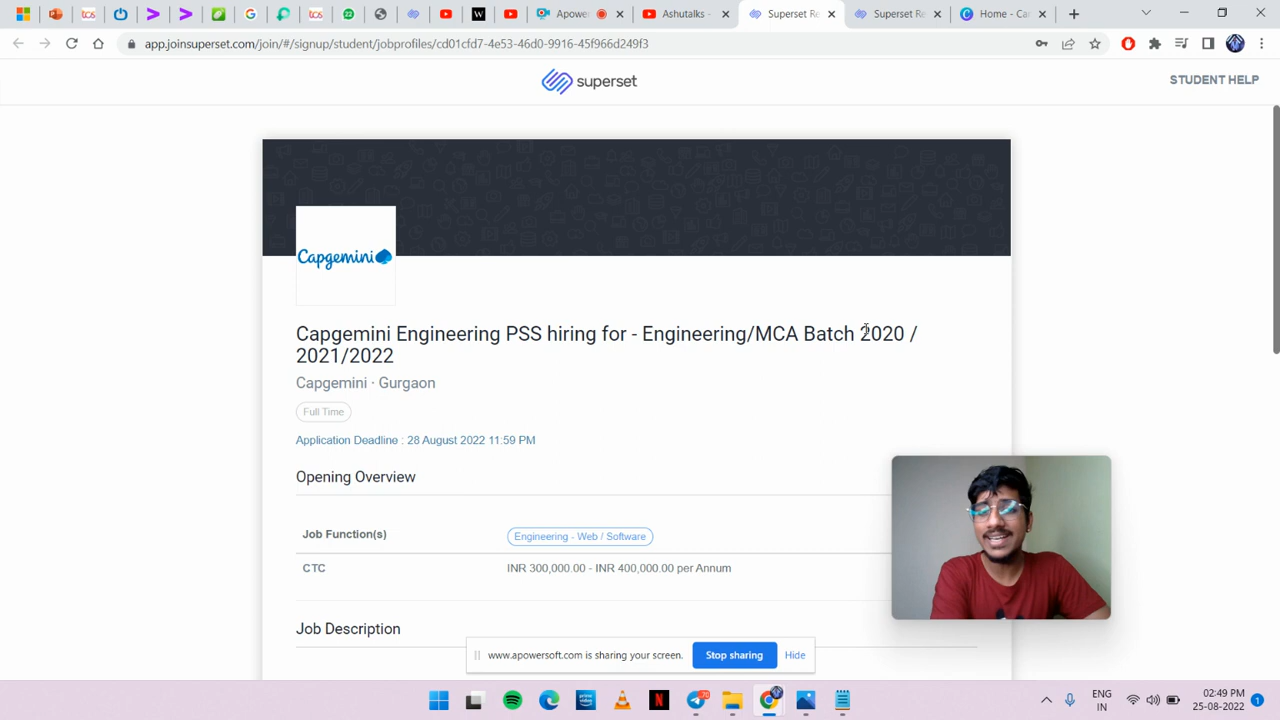 Apower
Ashutalks -
Superset Re
Superset Re
Home - Ca
app.joinsuperset.com/join/#/signup/student/jobprofiles/cd01cfd7-4e53-46d0-9916-45f966d249f3
superset
STUDENT HELP
Capgemini
Capgemini Engineering PSS hiring for - Engineering/MCA Batch 2020 /
2021/2022
Capgemini · Gurgaon
Full Time
Application Deadline : 28 August 2022 11:59 PM
Opening Overview
Job Function(s)
Engineering - Web / Software
CTC
INR 300,000.00 - INR 400,000.00 per Annum
Job Description
www.apowersoft.com is sharing your screen.
Stop sharing
Hide
ENG
IN
02:49 PM
25-08-2022